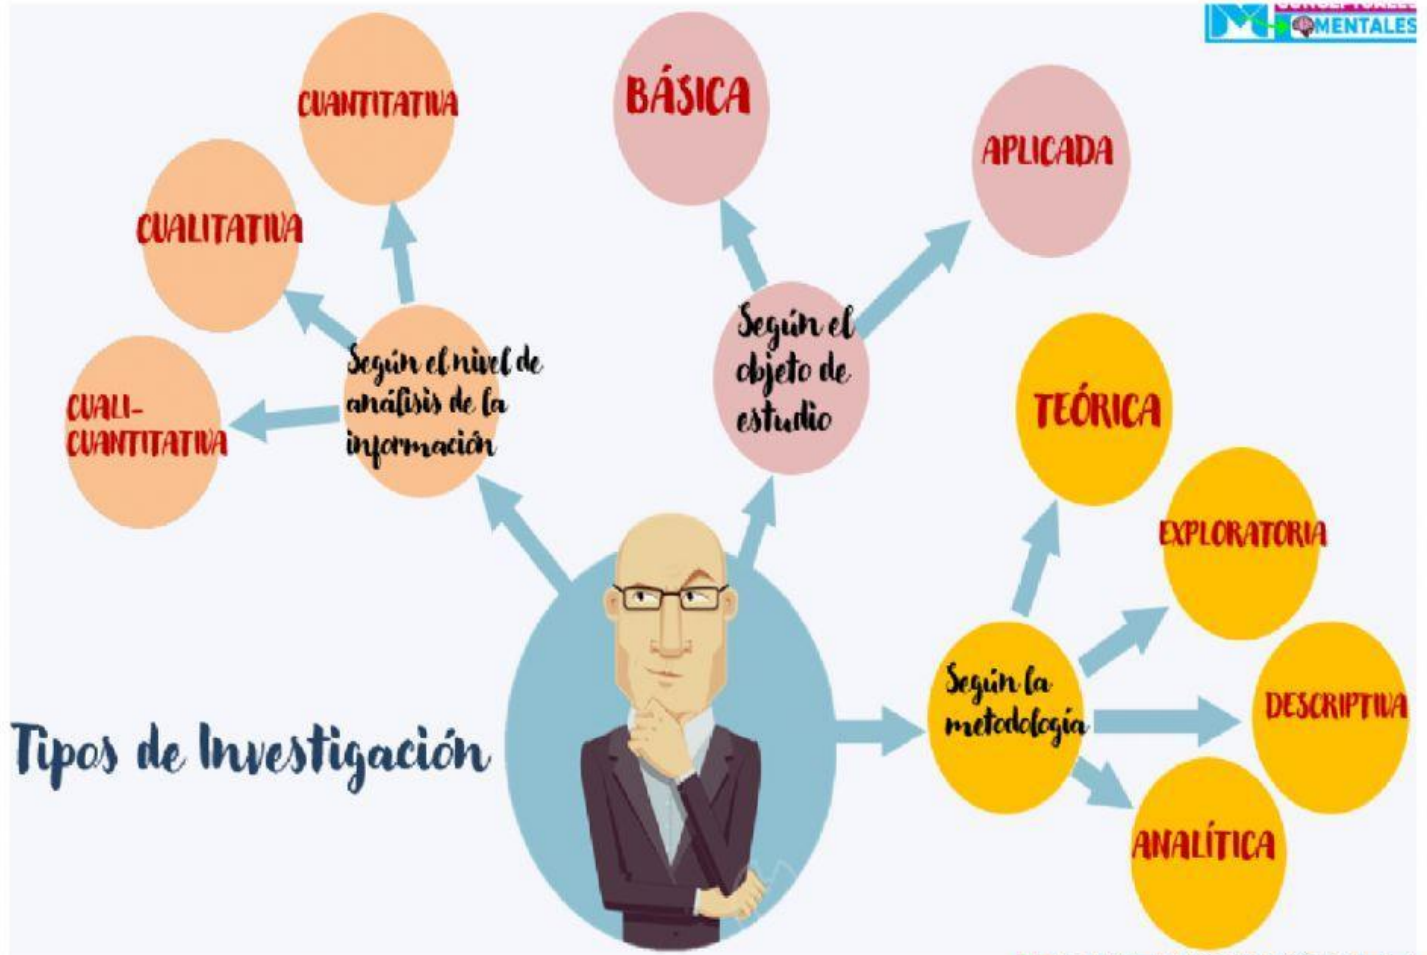 MENTALES
CUANTITATIVA
BÁSICA
APLICADA
CUALITATIVA
Según el nivel de
análisis de la
información
Según el
objeto de
estudio
CUALI-
CUANTITATIVA
TEÓRICA
EXPLORATORIA
Según la
metodología
DESCRIPTIVA
Tipos de Investigación
ANALÍTICA